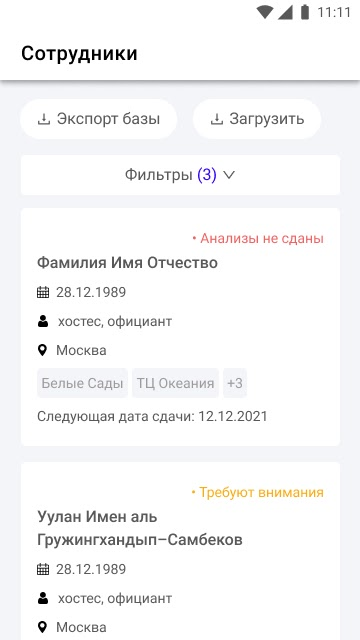 11:11
Сотрудники
Экспорт базы
Загрузить
Фильтры (3)
• Анализы не сданы
Фамилия Имя Отчество
28.12.1989
хостес, официант
Москва
Белые Сады ТЦ Океания +3
Следующая дата сдачи: 12.12.2021
• Требуют внимания
Уулан Имен аль
Гружингхандып–Самбеков
28.12.1989
хостес, официант
Москва